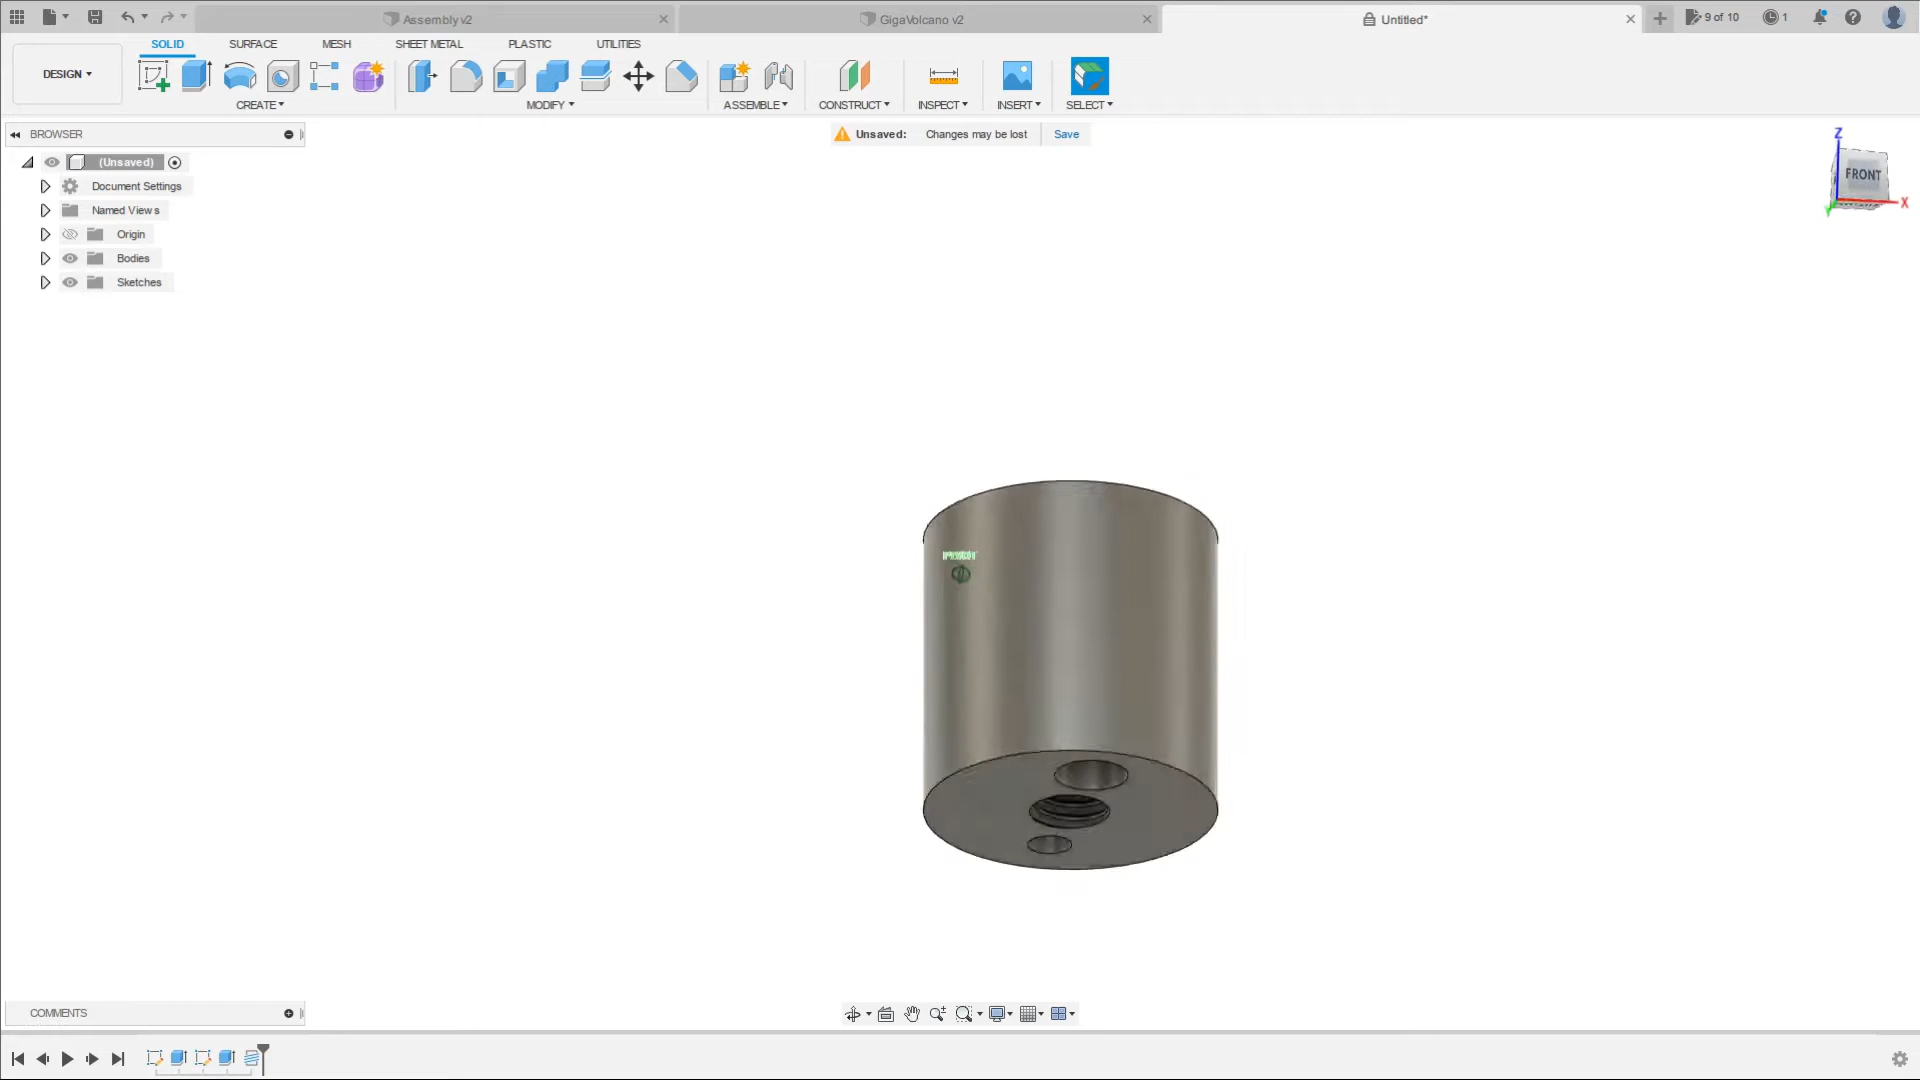 Assembly v2
GigaVolcano v2
Untitled*
9 of 10
1
DESIGN
SOLID
SURFACE
MESH
SHEET METAL
PLASTIC
UTILITIES
CREATE
MODIFY
ASSEMBLE
CONSTRUCT
INSPECT
INSERT
SELECT
BROWSER
Unsaved: Changes may be lost Save
(Unsaved)
Document Settings
Named Views
Origin
Bodies
Sketches
Z
FRONT
X
Y
COMMENTS